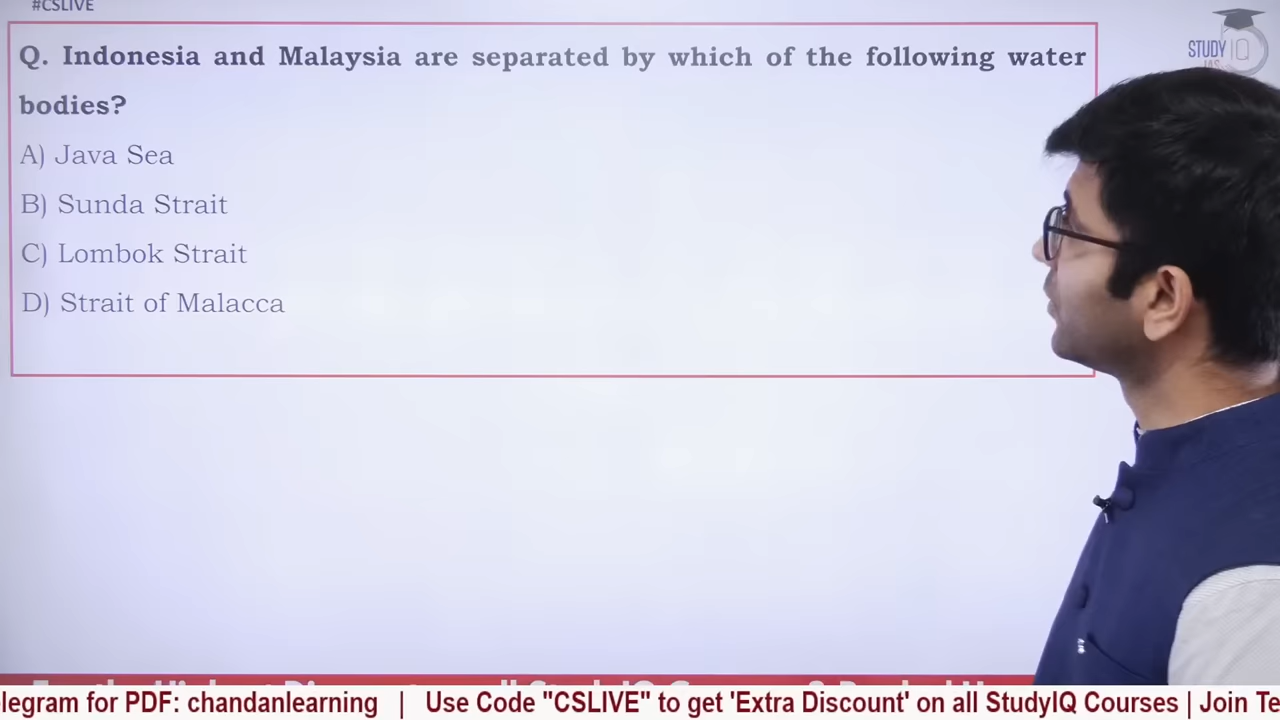 #CSLIVE
STUDY IQ
IAS
Q. Indonesia and Malaysia are separated by which of the following water
bodies?
A) Java Sea
B) Sunda Strait
C) Lombok Strait
D) Strait of Malacca
legram for PDF: chandanlearning | Use Code "CSLIVE" to get 'Extra Discount' on all StudyIQ Courses | Join Te